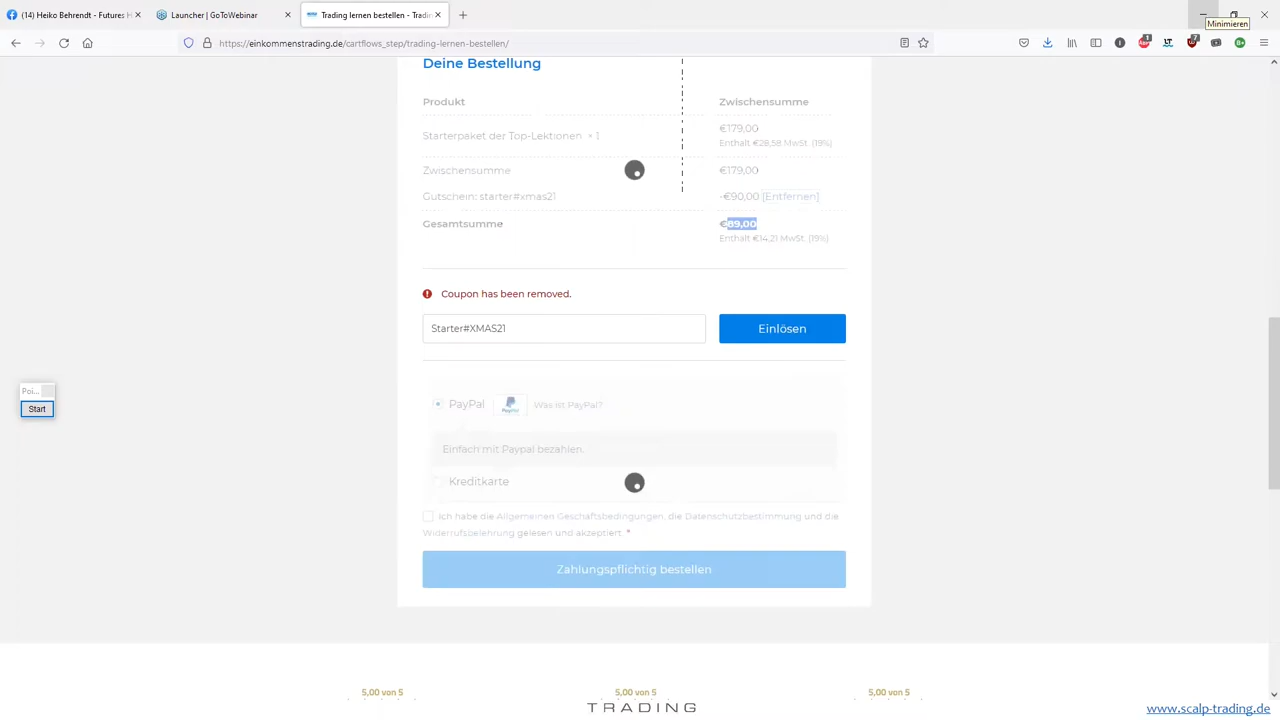 (14) Heiko Behrendt - Futures H
Launcher | GoToWebinar
Trading lernen bestellen - Tradin
Minimieren
https://einkommenstrading.de/cartflows_step/trading-lernen-bestellen/
Deine Bestellung
Produkt Zwischensumme
Starterpaket der Top-Lektionen × 1 €179,00
Enthält €28,58 MwSt. (19%)
Zwischensumme €179,00
Gutschein: starter#xmas21 -€90,00 [Entfernen]
Gesamtsumme €89,00
Enthält €14,21 MwSt. (19%)
Coupon has been removed.
Starter#XMAS21 Einlösen
Poi...
Start
PayPal PayPal Was ist PayPal?
Einfach mit Paypal bezahlen.
Kreditkarte
Ich habe die Allgemeinen Geschäftsbedingungen, die Datenschutzbestimmung und die
Widerrufsbelehrung gelesen und akzeptiert. *
Zahlungspflichtig bestellen
5,00 von 5 5,00 von 5 5,00 von 5
TRADING
www.scalp-trading.de